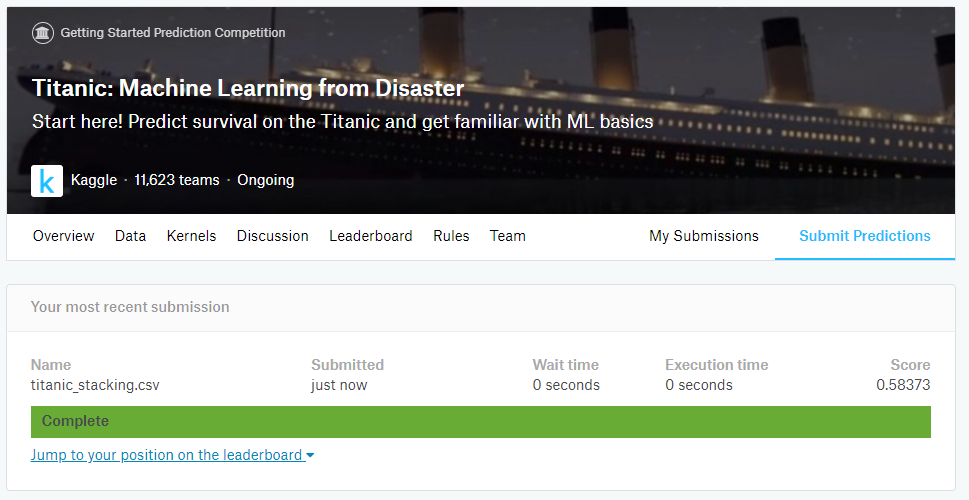 Getting Started Prediction Competition
Titanic: Machine Learning from Disaster
Start here! Predict survival on the Titanic and get familiar with ML basics
k Kaggle · 11,623 teams · Ongoing
Overview Data Kernels Discussion Leaderboard Rules Team My Submissions Submit Predictions
Your most recent submission
Name Submitted Wait time Execution time Score
titanic_stacking.csv just now 0 seconds 0 seconds 0.58373
Complete
Jump to your position on the leaderboard